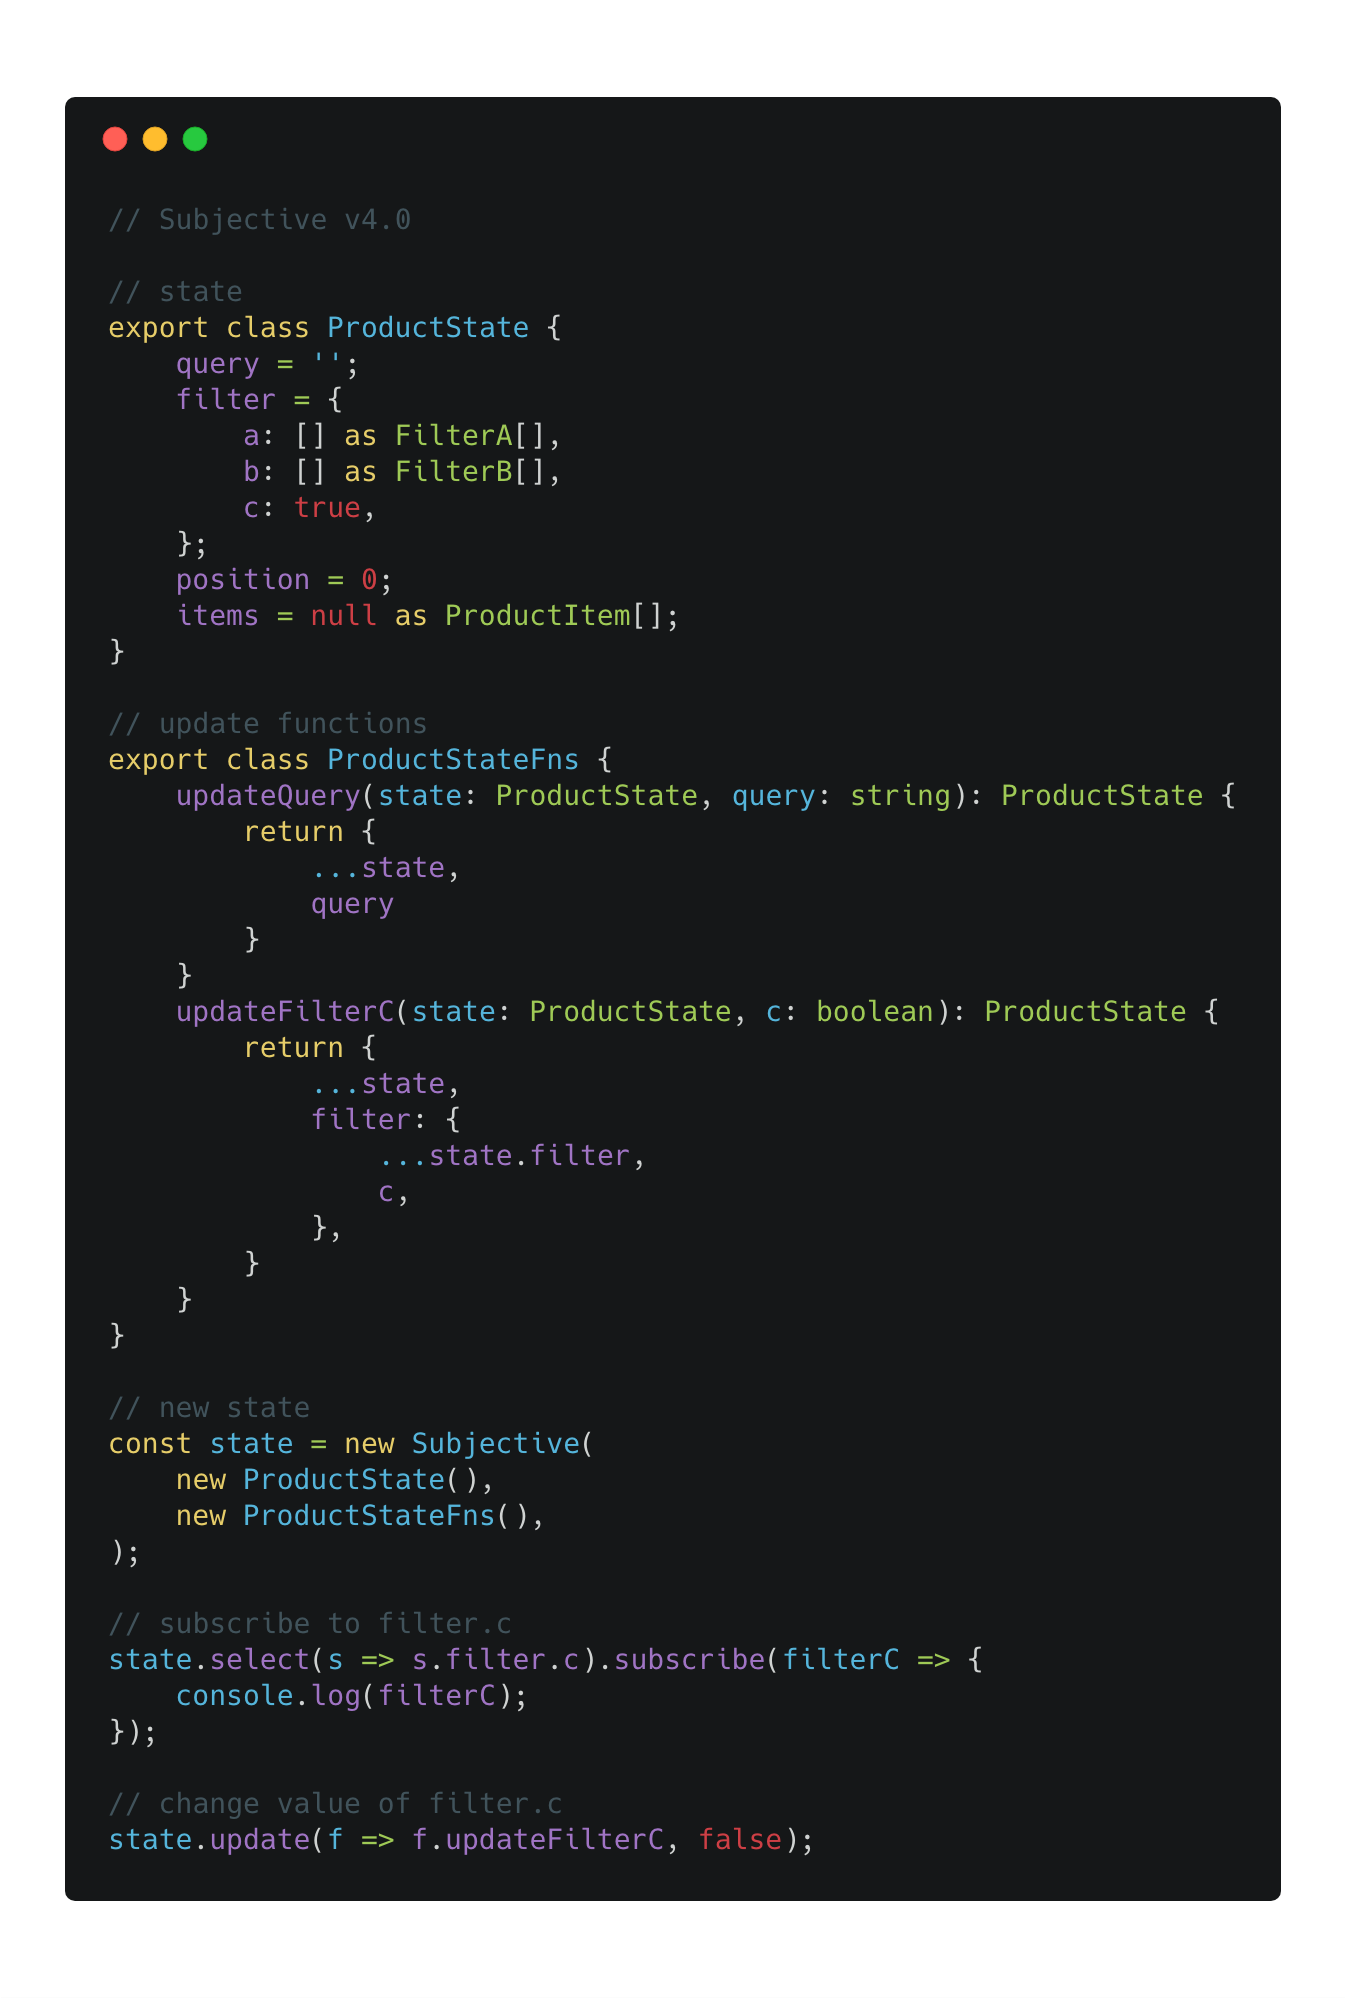 // Subjective v4.0
// state
export class ProductState {
    query = '';
    filter = {
        a: [] as FilterA[],
        b: [] as FilterB[],
        c: true,
    };
    position = 0;
    items = null as ProductItem[];
}
// update functions
export class ProductStateFns {
    updateQuery(state: ProductState, query: string): ProductState {
        return {
            ...state,
            query
        }
    }
    updateFilterC(state: ProductState, c: boolean): ProductState {
        return {
            ...state,
            filter: {
                ...state.filter,
                c,
            },
        }
    }
}
// new state
const state = new Subjective(
    new ProductState(),
    new ProductStateFns(),
);
// subscribe to filter.c
state.select(s => s.filter.c).subscribe(filterC => {
    console.log(filterC);
});
// change value of filter.c
state.update(f => f.updateFilterC, false);